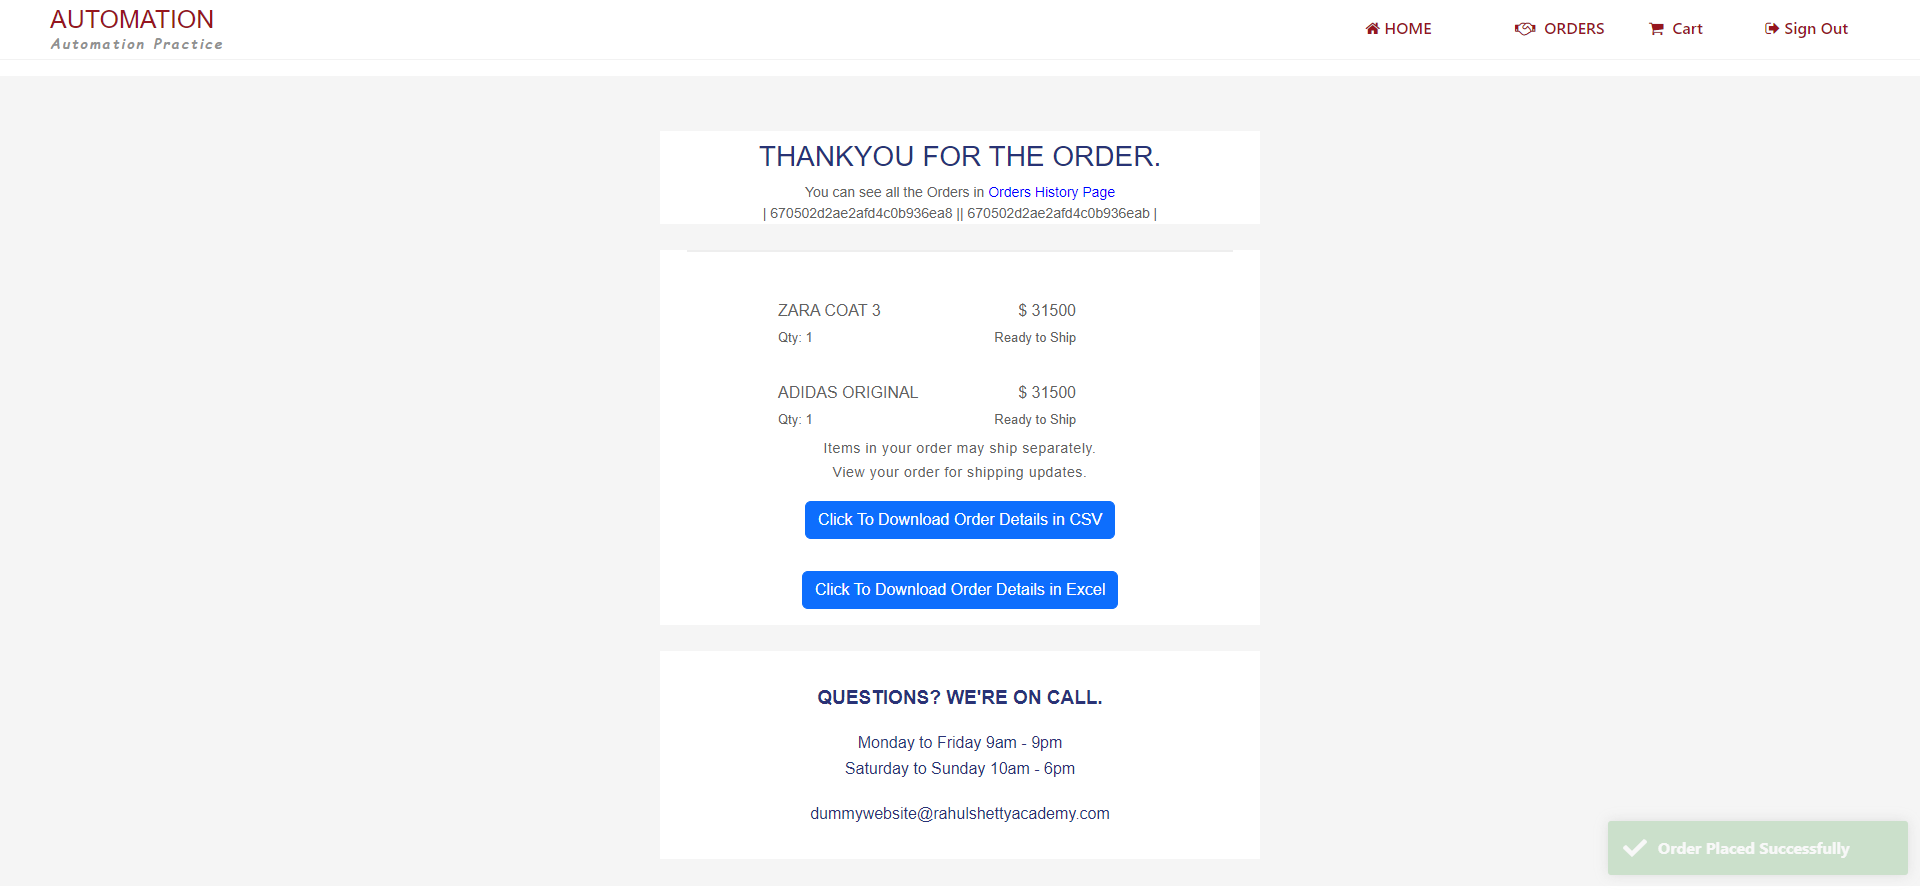 AUTOMATION
Automation Practice
HOME
ORDERS
Cart
Sign Out
THANKYOU FOR THE ORDER.
You can see all the Orders in Orders History Page
| 670502d2ae2afd4c0b936ea8 || 670502d2ae2afd4c0b936eab |
ZARA COAT 3
$ 31500
Qty: 1
Ready to Ship
ADIDAS ORIGINAL
$ 31500
Qty: 1
Ready to Ship
Items in your order may ship separately.
View your order for shipping updates.
Click To Download Order Details in CSV
Click To Download Order Details in Excel
QUESTIONS? WE'RE ON CALL.
Monday to Friday 9am - 9pm
Saturday to Sunday 10am - 6pm
dummywebsite@rahulshettyacademy.com
Order Placed Successfully